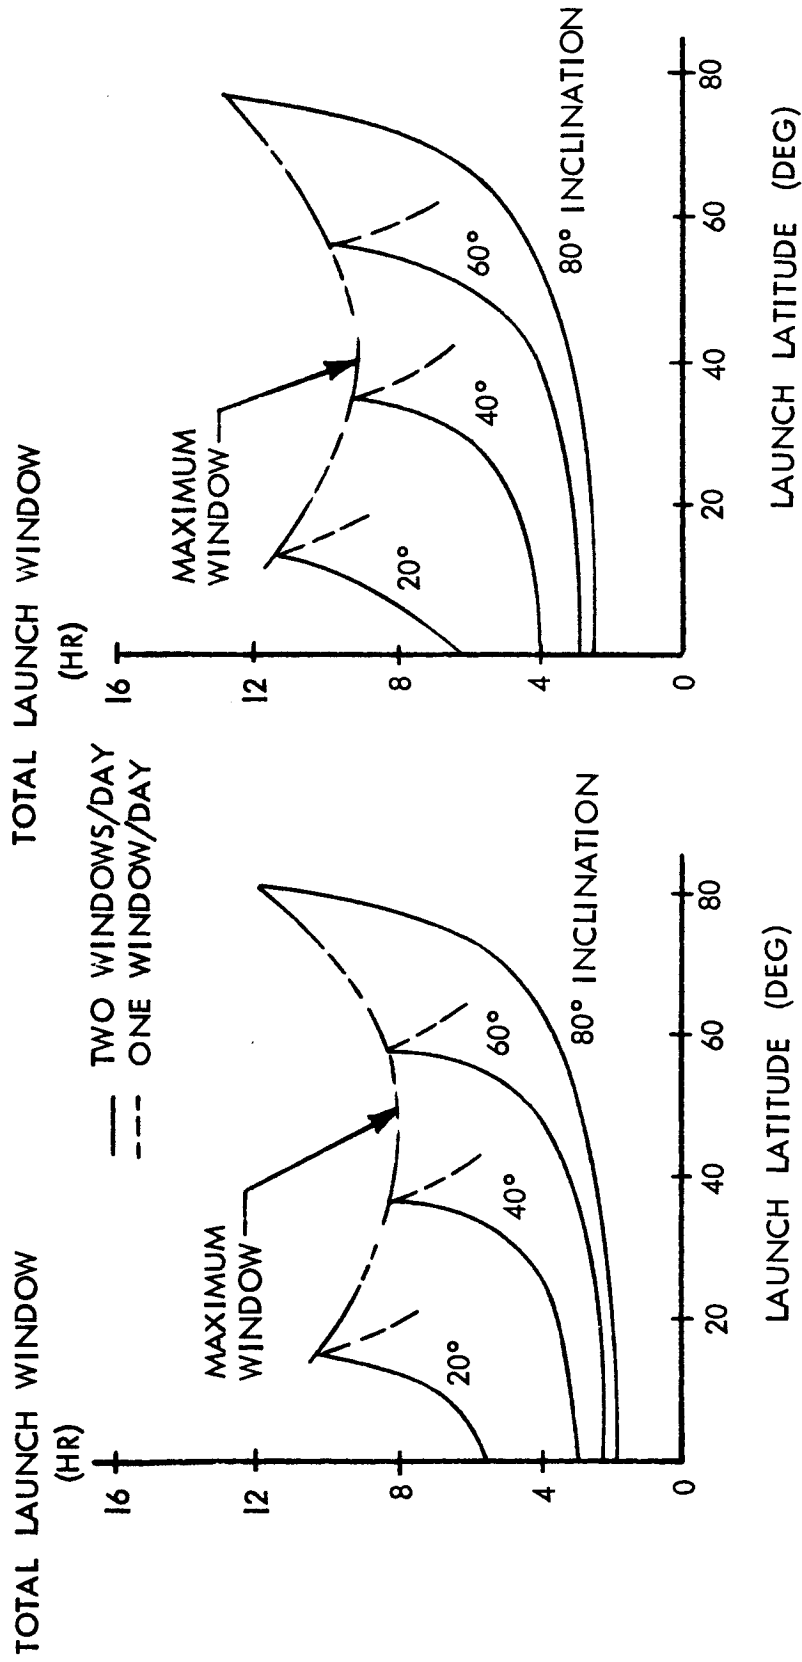 TOTAL LAUNCH WINDOW
(HR)
16
12
8
4
0
MAXIMUM
WINDOW
20°
40°
60°
80° INCLINATION
20
40
60
80
LAUNCH LATITUDE (DEG)
TWO WINDOWS/DAY
ONE WINDOW/DAY
TOTAL LAUNCH WINDOW
(HR)
16
12
8
4
0
MAXIMUM
WINDOW
20°
40°
60°
80° INCLINATION
20
40
60
80
LAUNCH LATITUDE (DEG)